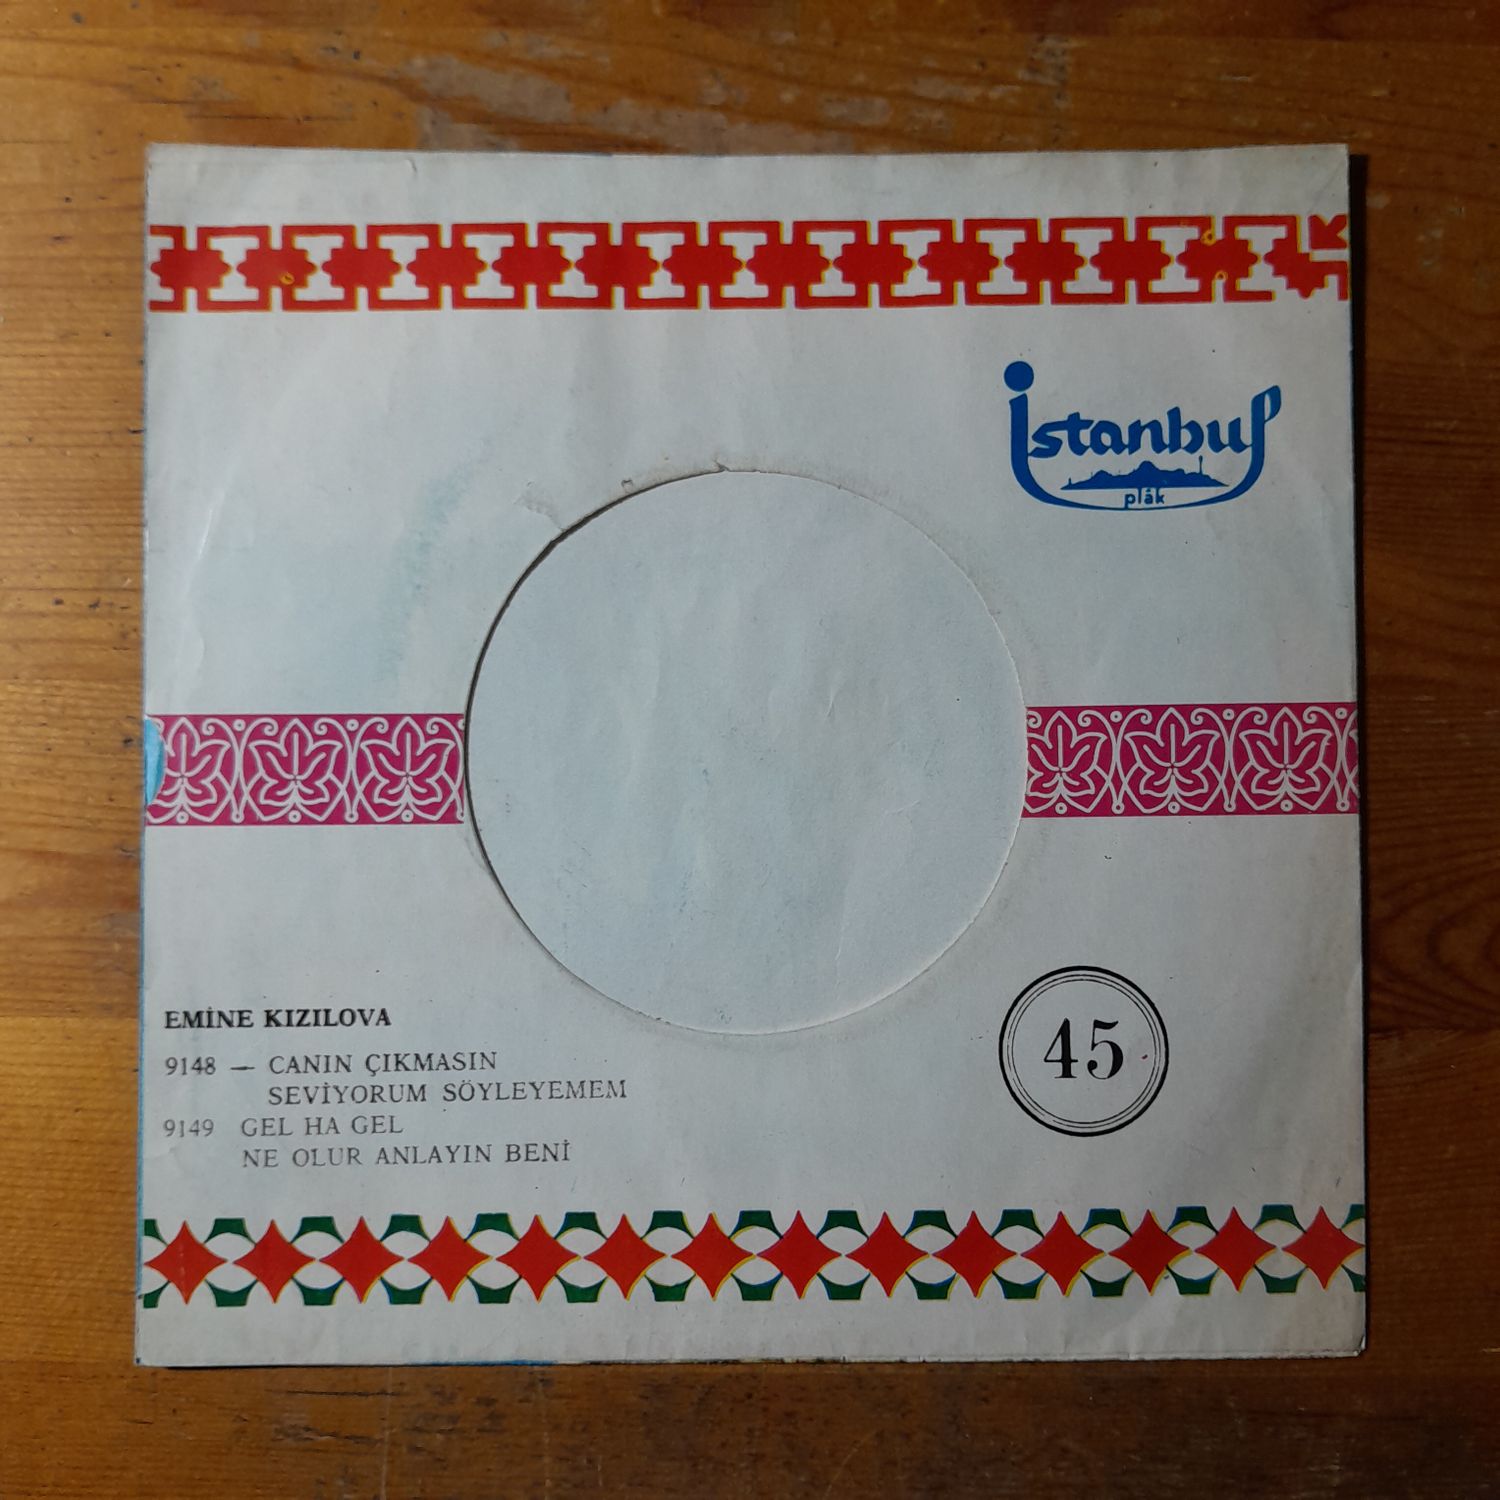 istanbul
plâk
EMİNE KIZILOVA
9148 — CANIN ÇIKMASIN
SEVİYORUM SÖYLEYEMEM
9149 GEL HA GEL
NE OLUR ANLAYIN BENİ
45